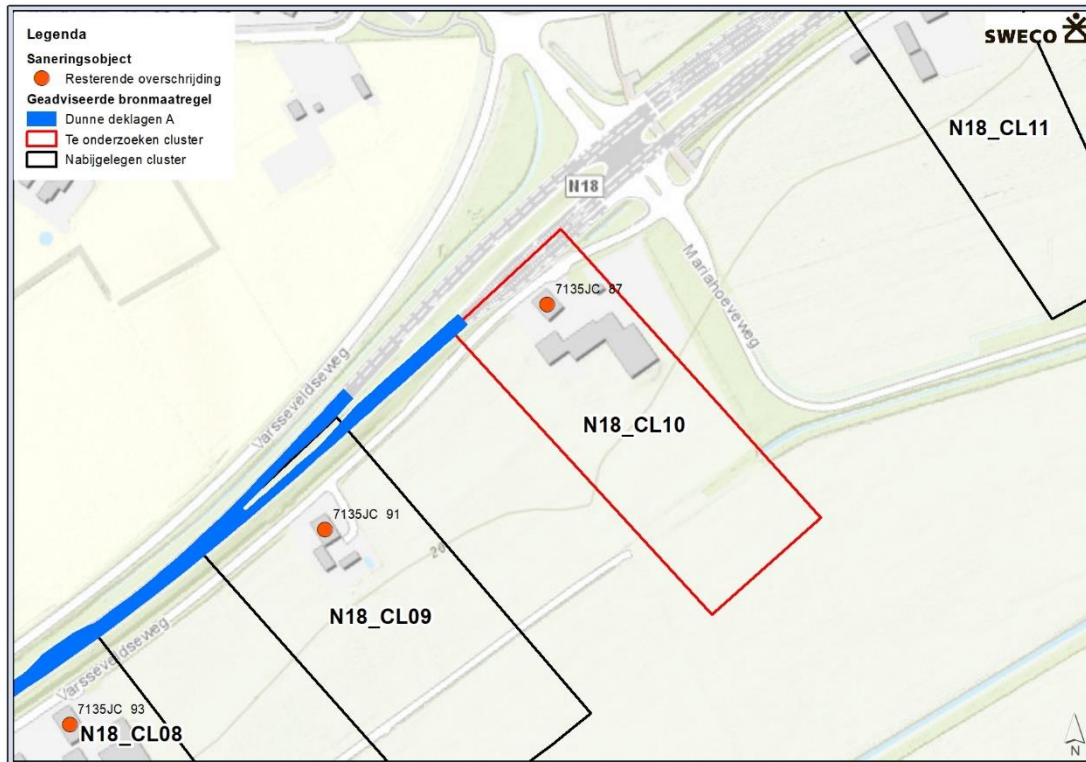 Legenda
Saneringsobject
Resterende overschrijding
Geadviseerde bronmaatregel
Dunne deklagen A
Te onderzoeken cluster
Nabijgelegen cluster
SWECO
N18_CL11
N18
7135JC 87
Mariahoeveweg
Varsseveldseweg
N18_CL10
7135JC 91
26
N18_CL09
Varsseveldseweg
7135JC 93
N18_CL08
N